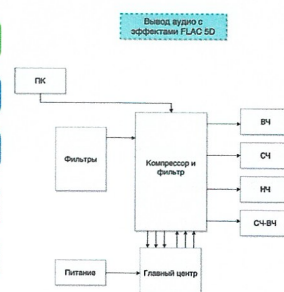 Вывод аудио с
эффектами FLAC 5D
ПК
ВЧ
Фильтры
Компрессор и
фильтр
СЧ
НЧ
СЧ-ВЧ
Питание
Главный центр